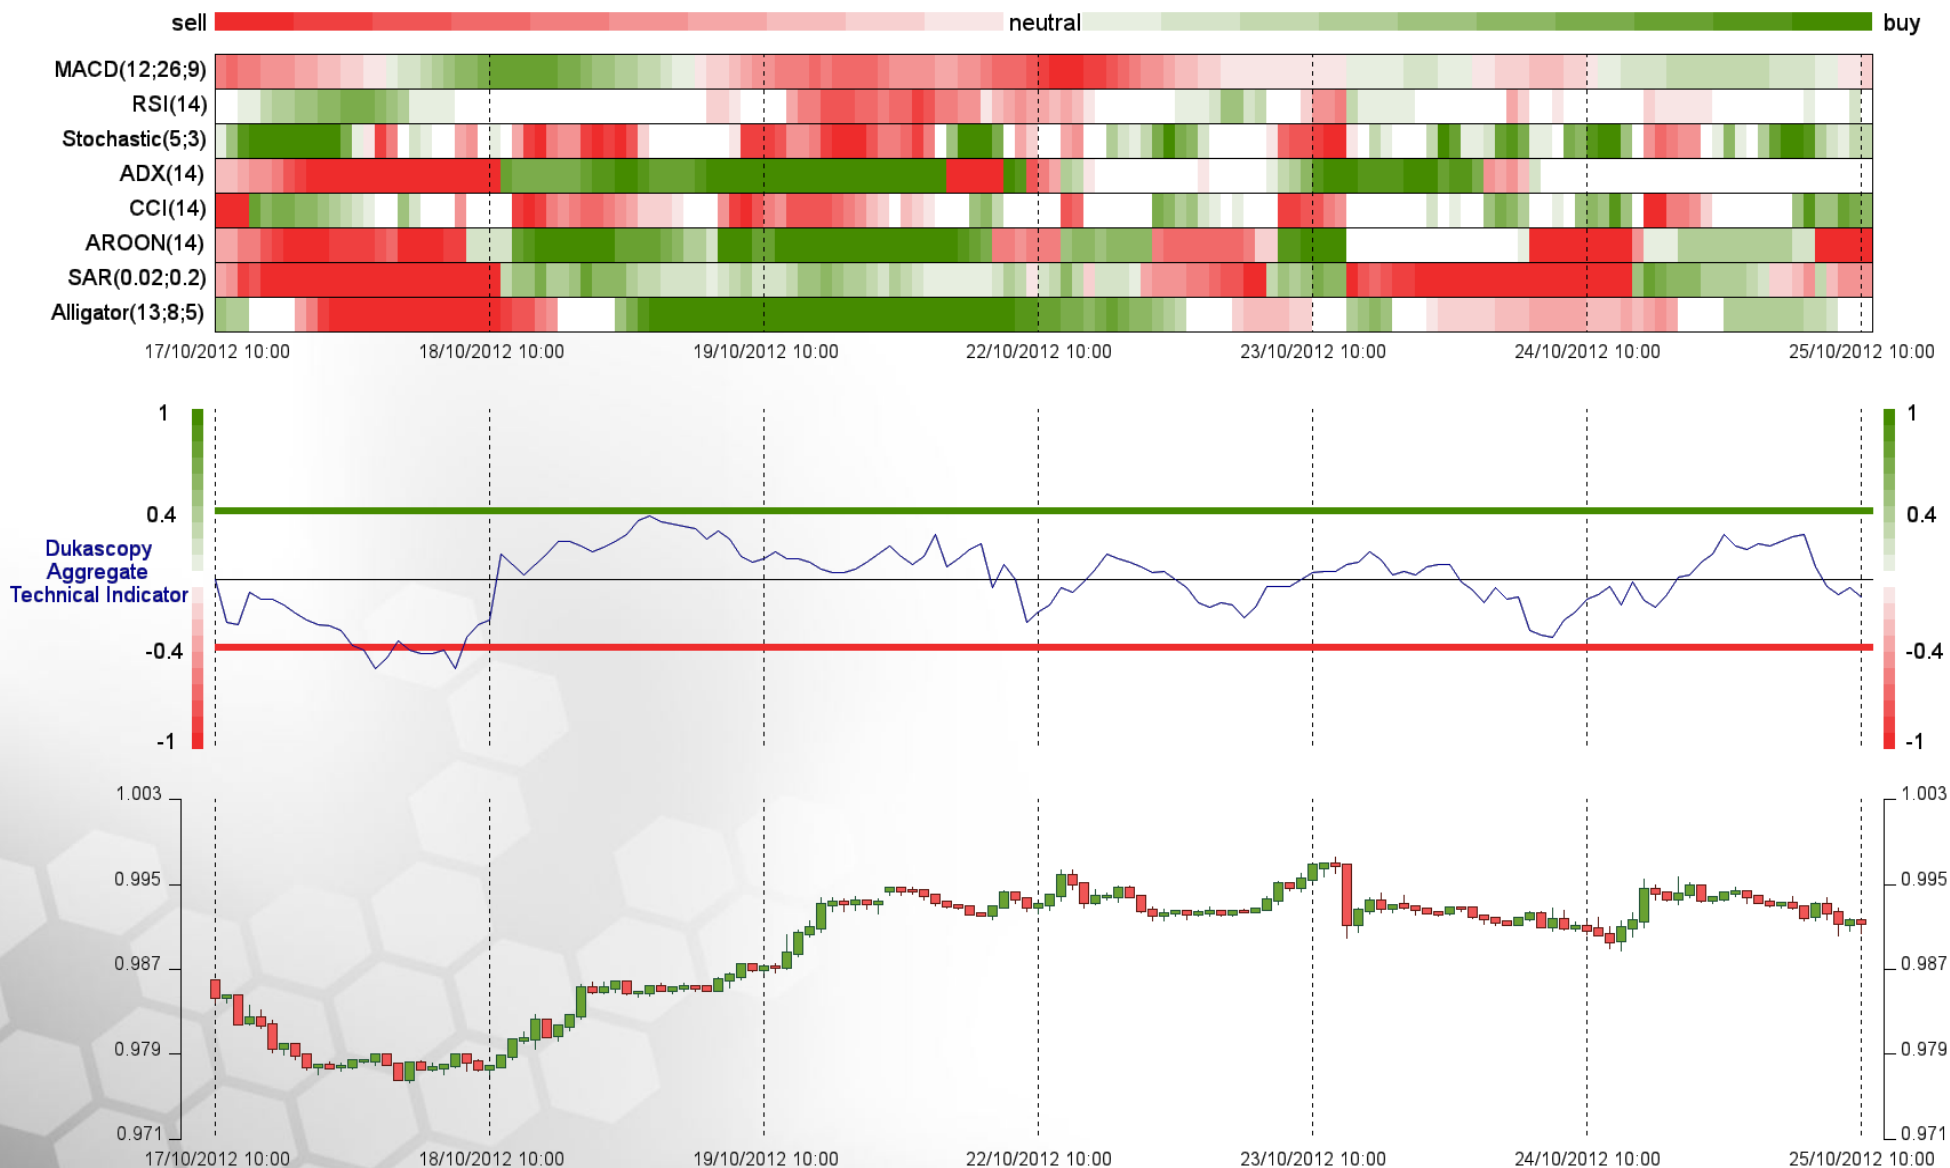 sell neutral buy
MACD(12;26;9)
RSI(14)
Stochastic(5;3)
ADX(14)
CCI(14)
AROON(14)
SAR(0.02;0.2)
Alligator(13;8;5)
17/10/2012 10:00 18/10/2012 10:00 19/10/2012 10:00 22/10/2012 10:00 23/10/2012 10:00 24/10/2012 10:00 25/10/2012 10:00
1 1
0.4 0.4
Dukascopy
Aggregate
Technical Indicator
-0.4 -0.4
-1 -1
1.003 1.003
0.995 0.995
0.987 0.987
0.979 0.979
0.971 0.971
17/10/2012 10:00 18/10/2012 10:00 19/10/2012 10:00 22/10/2012 10:00 23/10/2012 10:00 24/10/2012 10:00 25/10/2012 10:00